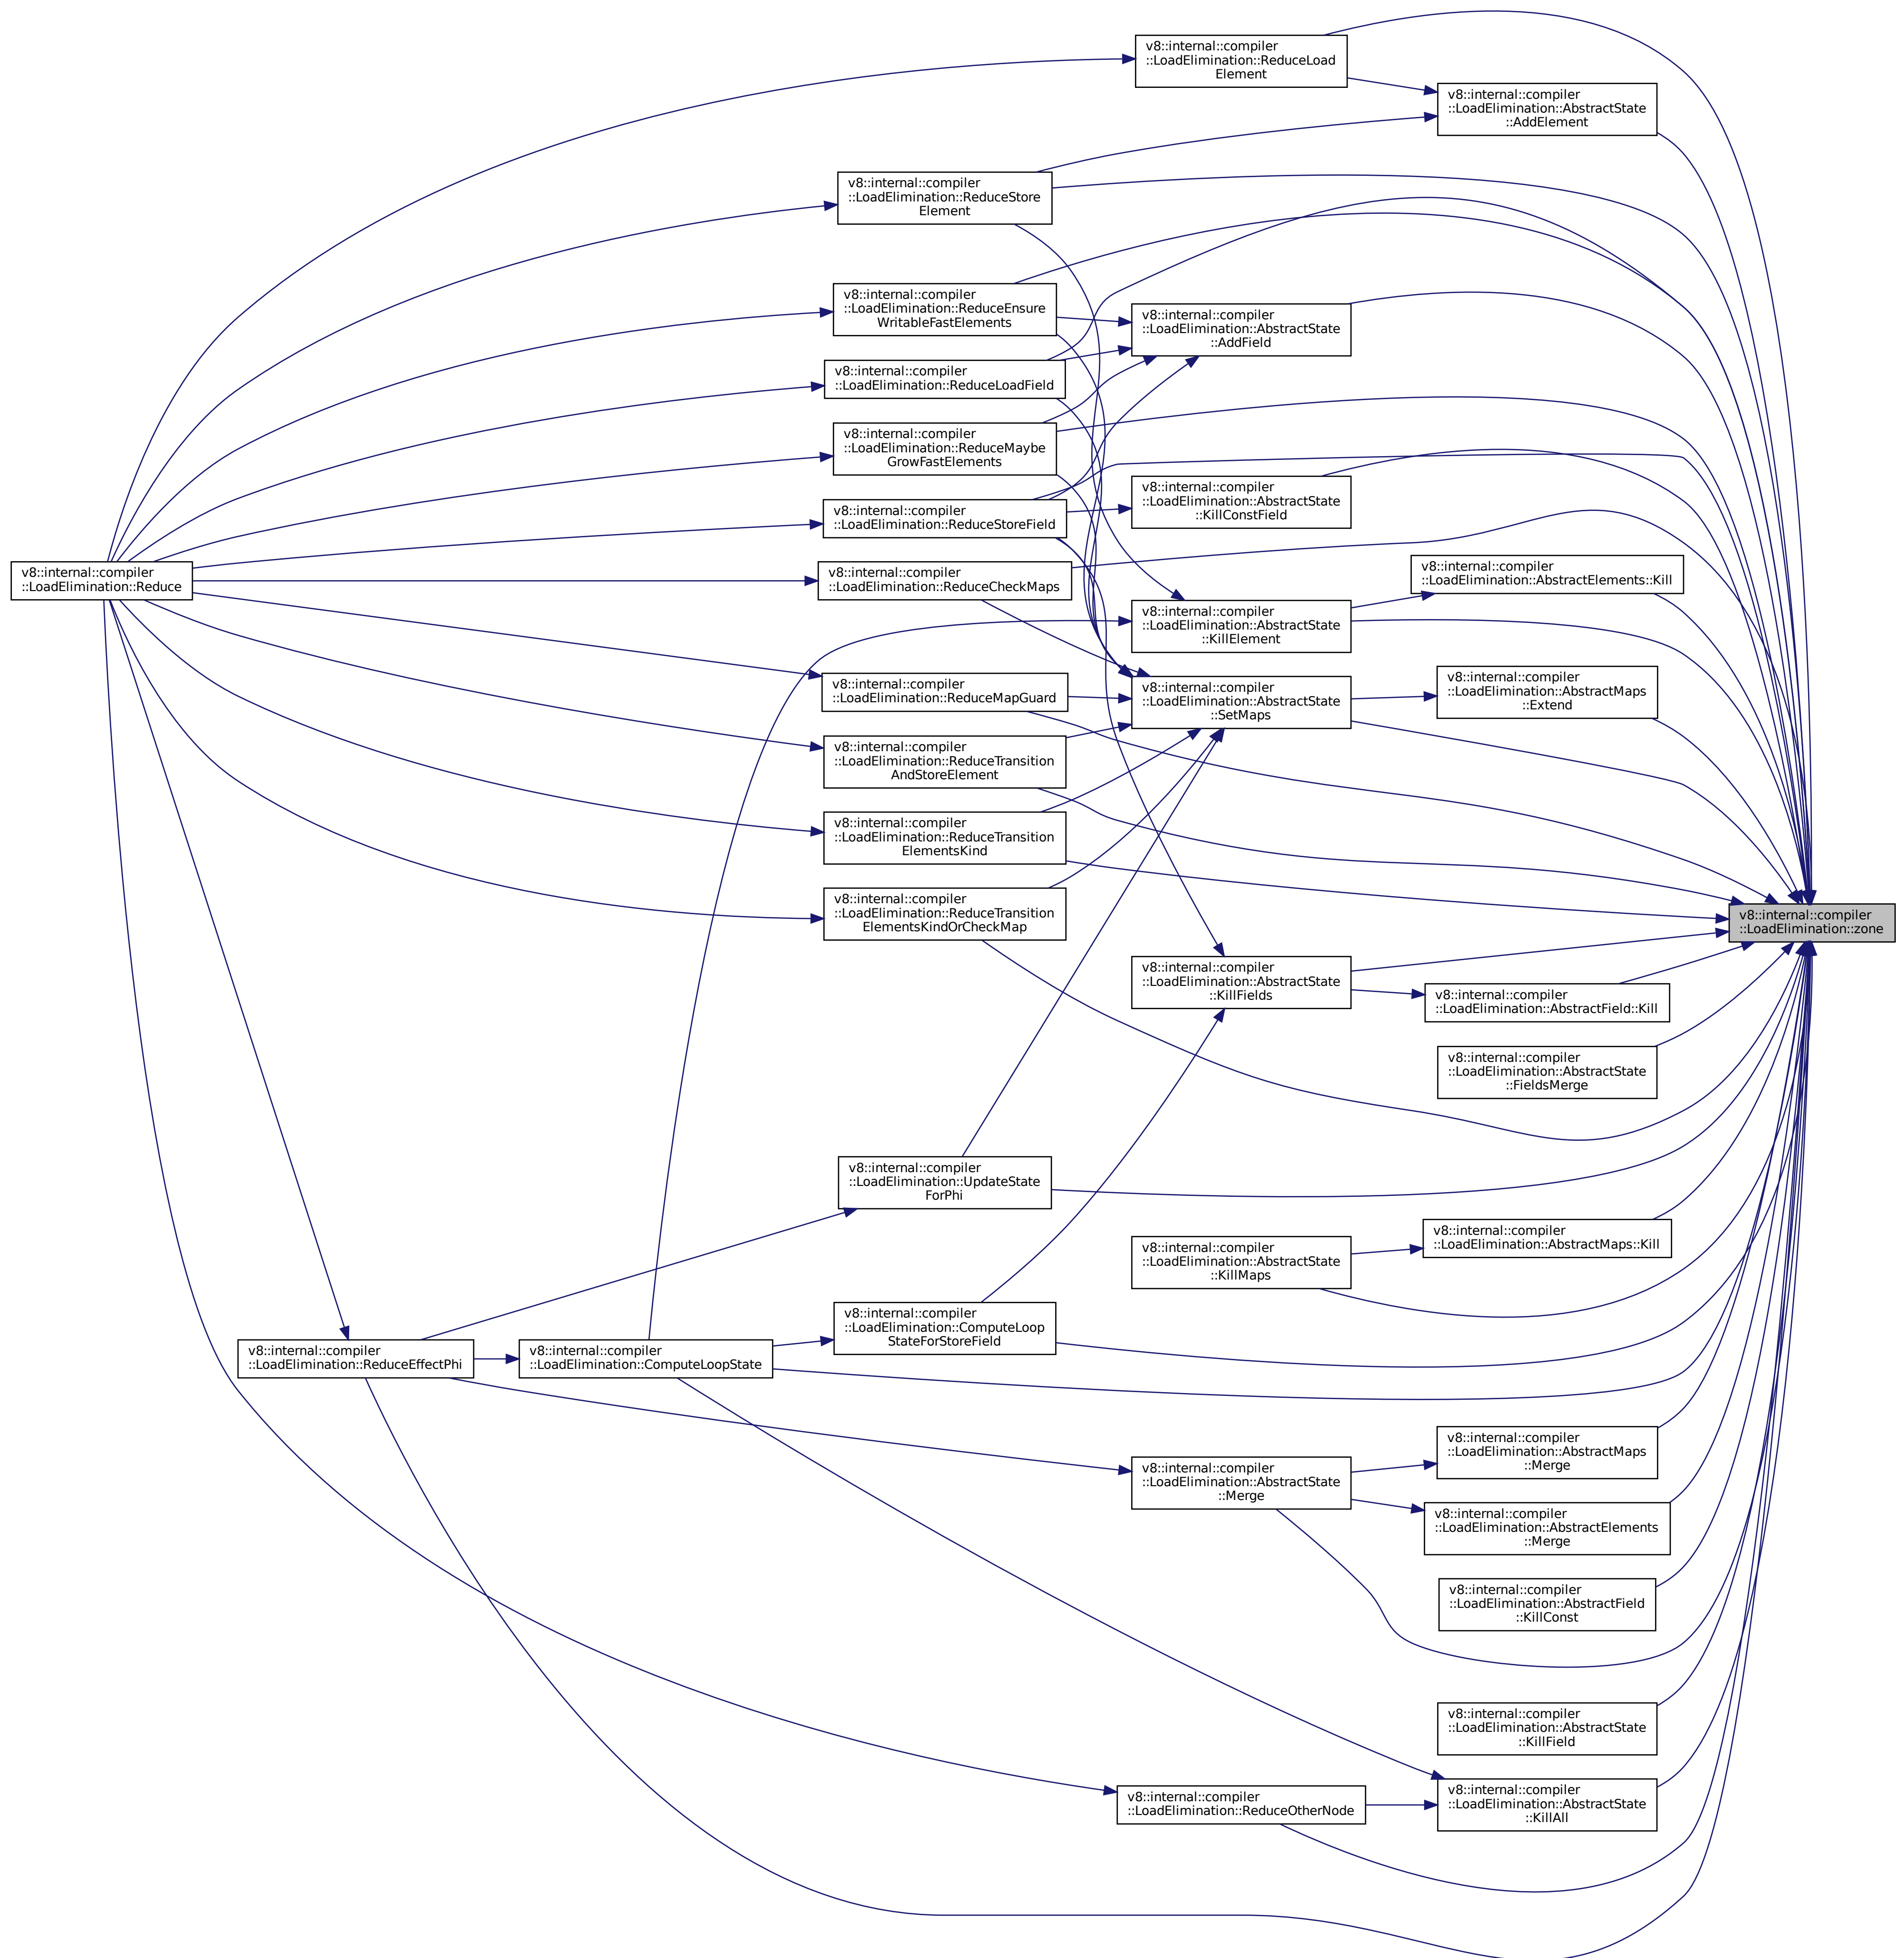 v8::internal::compiler
::LoadElimination::ReduceLoad
Element
v8::internal::compiler
::LoadElimination::AbstractState
::AddElement
v8::internal::compiler
::LoadElimination::ReduceStore
Element
v8::internal::compiler
::LoadElimination::ReduceEnsure
WritableFastElements
v8::internal::compiler
::LoadElimination::AbstractState
::AddField
v8::internal::compiler
::LoadElimination::ReduceLoadField
v8::internal::compiler
::LoadElimination::ReduceMaybe
GrowFastElements
v8::internal::compiler
::LoadElimination::AbstractState
::KillConstField
v8::internal::compiler
::LoadElimination::ReduceStoreField
v8::internal::compiler
::LoadElimination::Reduce
v8::internal::compiler
::LoadElimination::ReduceCheckMaps
v8::internal::compiler
::LoadElimination::AbstractElements::Kill
v8::internal::compiler
::LoadElimination::AbstractState
::KillElement
v8::internal::compiler
::LoadElimination::ReduceMapGuard
v8::internal::compiler
::LoadElimination::AbstractState
::SetMaps
v8::internal::compiler
::LoadElimination::AbstractMaps
::Extend
v8::internal::compiler
::LoadElimination::ReduceTransition
AndStoreElement
v8::internal::compiler
::LoadElimination::ReduceTransition
ElementsKind
v8::internal::compiler
::LoadElimination::ReduceTransition
ElementsKindOrCheckMap
v8::internal::compiler
::LoadElimination::zone
v8::internal::compiler
::LoadElimination::AbstractState
::KillFields
v8::internal::compiler
::LoadElimination::AbstractField::Kill
v8::internal::compiler
::LoadElimination::AbstractState
::FieldsMerge
v8::internal::compiler
::LoadElimination::UpdateState
ForPhi
v8::internal::compiler
::LoadElimination::AbstractMaps::Kill
v8::internal::compiler
::LoadElimination::AbstractState
::KillMaps
v8::internal::compiler
::LoadElimination::ComputeLoop
StateForStoreField
v8::internal::compiler
::LoadElimination::ReduceEffectPhi
v8::internal::compiler
::LoadElimination::ComputeLoopState
v8::internal::compiler
::LoadElimination::AbstractMaps
::Merge
v8::internal::compiler
::LoadElimination::AbstractState
::Merge
v8::internal::compiler
::LoadElimination::AbstractElements
::Merge
v8::internal::compiler
::LoadElimination::AbstractField
::KillConst
v8::internal::compiler
::LoadElimination::AbstractState
::KillField
v8::internal::compiler
::LoadElimination::ReduceOtherNode
v8::internal::compiler
::LoadElimination::AbstractState
::KillAll